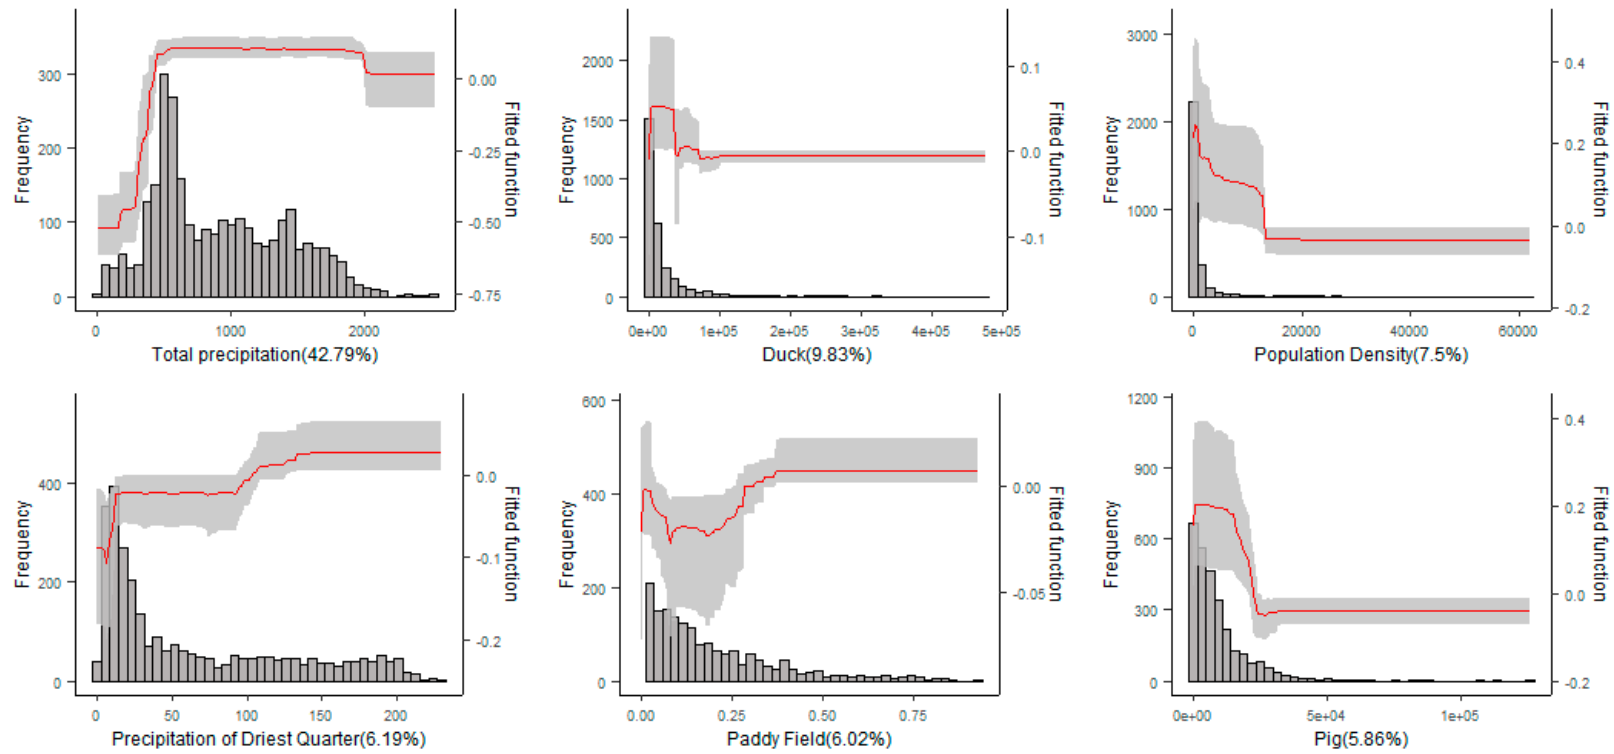 300
200
100
0
Frequency
0.00
-0.25
-0.50
-0.75
Fitted function
0
1000
2000
Total precipitation(42.79%)
2000
1500
1000
500
0
Frequency
0.1
0.0
-0.1
Fitted function
0e+00
1e+05
2e+05
3e+05
4e+05
5e+05
Duck(9.83%)
3000
2000
1000
0
Frequency
0.4
0.2
0.0
-0.2
Fitted function
0
20000
40000
60000
Population Density(7.5%)
400
200
0
Frequency
0.0
-0.1
-0.2
Fitted function
0
50
100
150
200
Precipitation of Driest Quarter(6.19%)
600
400
200
0
Frequency
0.00
-0.05
Fitted function
0.00
0.25
0.50
0.75
Paddy Field(6.02%)
1200
900
600
300
0
Frequency
0.4
0.2
0.0
-0.2
Fitted function
0e+00
5e+04
1e+05
Pig(5.86%)